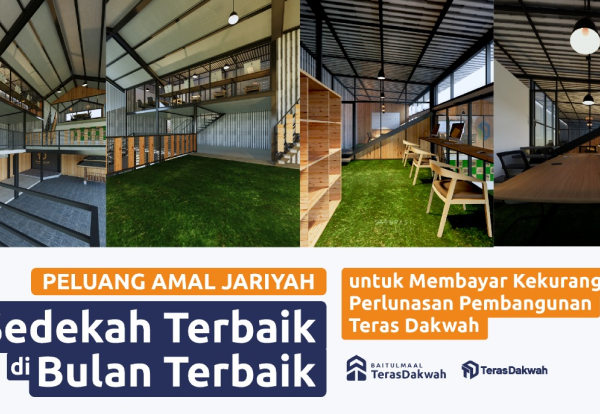 PELUANG AMAL JARIYAH
Sedekah Terbaik
di Bulan Terbaik
untuk Membayar Kekurang
Perlunasan Pembangunan
Teras Dakwah
BAITULMAAL
TerasDakwah
TerasDakwah